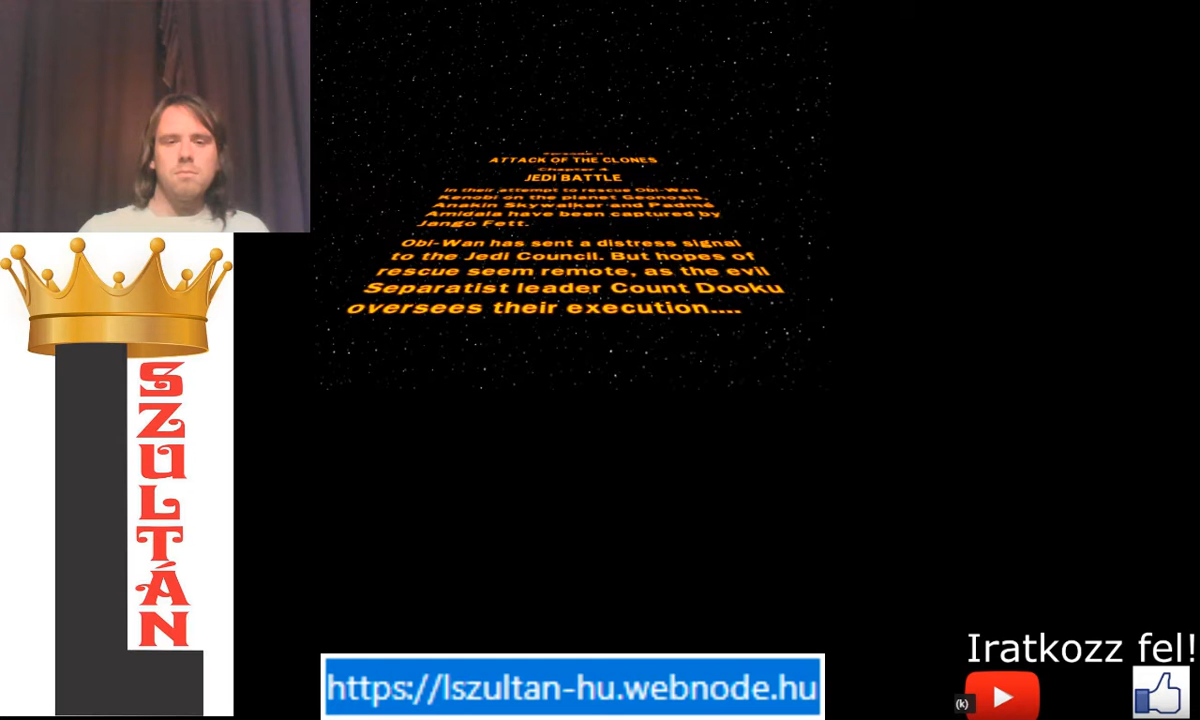 Episode II
ATTACK OF THE CLONES
Chapter 4
JEDI BATTLE
In their attempt to rescue Obi-Wan
Kenobi on the planet Geonosis,
Anakin Skywalker and Padmé
Amidala have been captured by
Jango Fett.
Obi-Wan has sent a distress signal
to the Jedi Council. But hopes of
rescue seem remote, as the evil
Separatist leader Count Dooku
oversees their execution....
L
SZULTÁN
https://lszultan-hu.webnode.hu
Iratkozz fel!
(k)